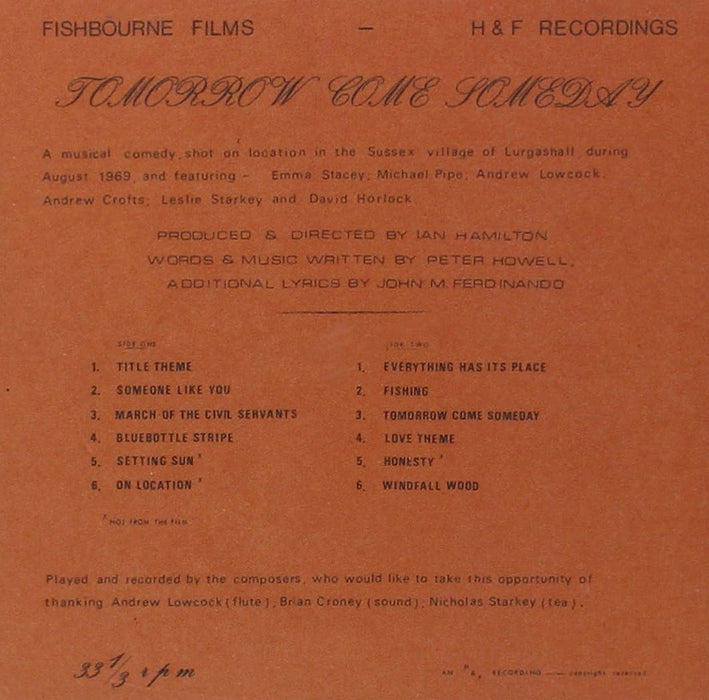 FISHBOURNE FILMS — H & F RECORDINGS
TOMORROW COME SOMEDAY
A musical comedy, shot on location in the Sussex village of Lurgashall during
August 1969, and featuring – Emma Stacey; Michael Pipe; Andrew Lowcock;
Andrew Crofts; Leslie Starkey and David Horlock.
PRODUCED & DIRECTED BY IAN HAMILTON
WORDS & MUSIC WRITTEN BY PETER HOWELL,
ADDITIONAL LYRICS BY JOHN M. FERDINANDO
SIDE ONE
1. TITLE THEME
2. SOMEONE LIKE YOU
3. MARCH OF THE CIVIL SERVANTS
4. BLUEBOTTLE STRIPE
5. SETTING SUN x
6. ON LOCATION x
x NOT FROM THE FILM
SIDE TWO
1. EVERYTHING HAS ITS PLACE
2. FISHING
3. TOMORROW COME SOMEDAY
4. LOVE THEME
5. HONESTY x
6. WINDFALL WOOD
Played and recorded by the composers, who would like to take this opportunity of
thanking Andrew Lowcock (flute); Brian Croney (sound); Nicholas Starkey (tea).
33 1/3 rpm
AN H & F RECORDING — copyright reserved